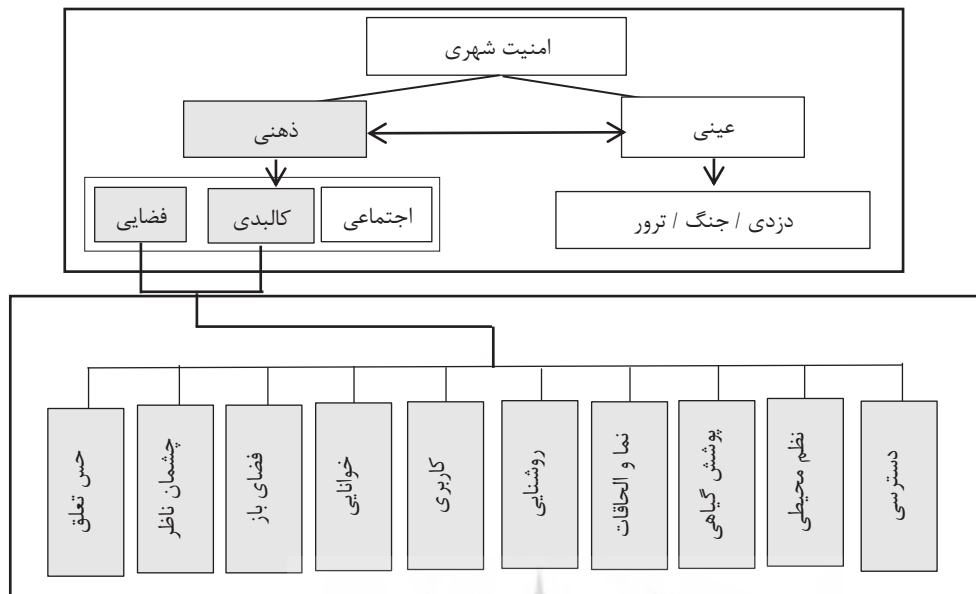 امنیت شهری
عینی
ذهنی
دزدی / جنگ / ترور
اجتماعی
کالبدی
فضایی
دسترسی
نظم محیطی
پوشش گیاهی
نما و الحاقات
روشنایی
کاربری
خوانایی
فضای باز
چشمان ناظر
حس تعلق